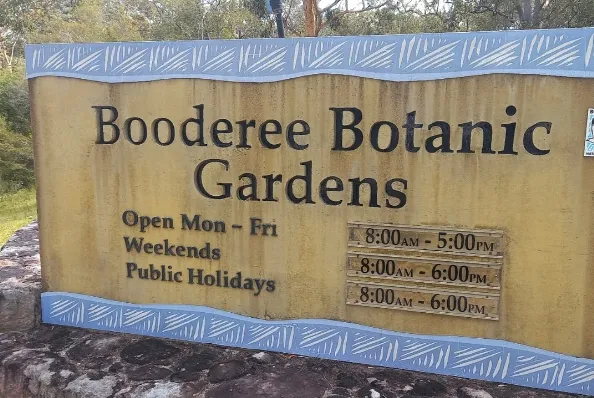 Booderee Botanic
Gardens
Open Mon – Fri 8:00AM - 5:00PM
Weekends 8:00AM - 6:00PM
Public Holidays 8:00AM - 6:00PM